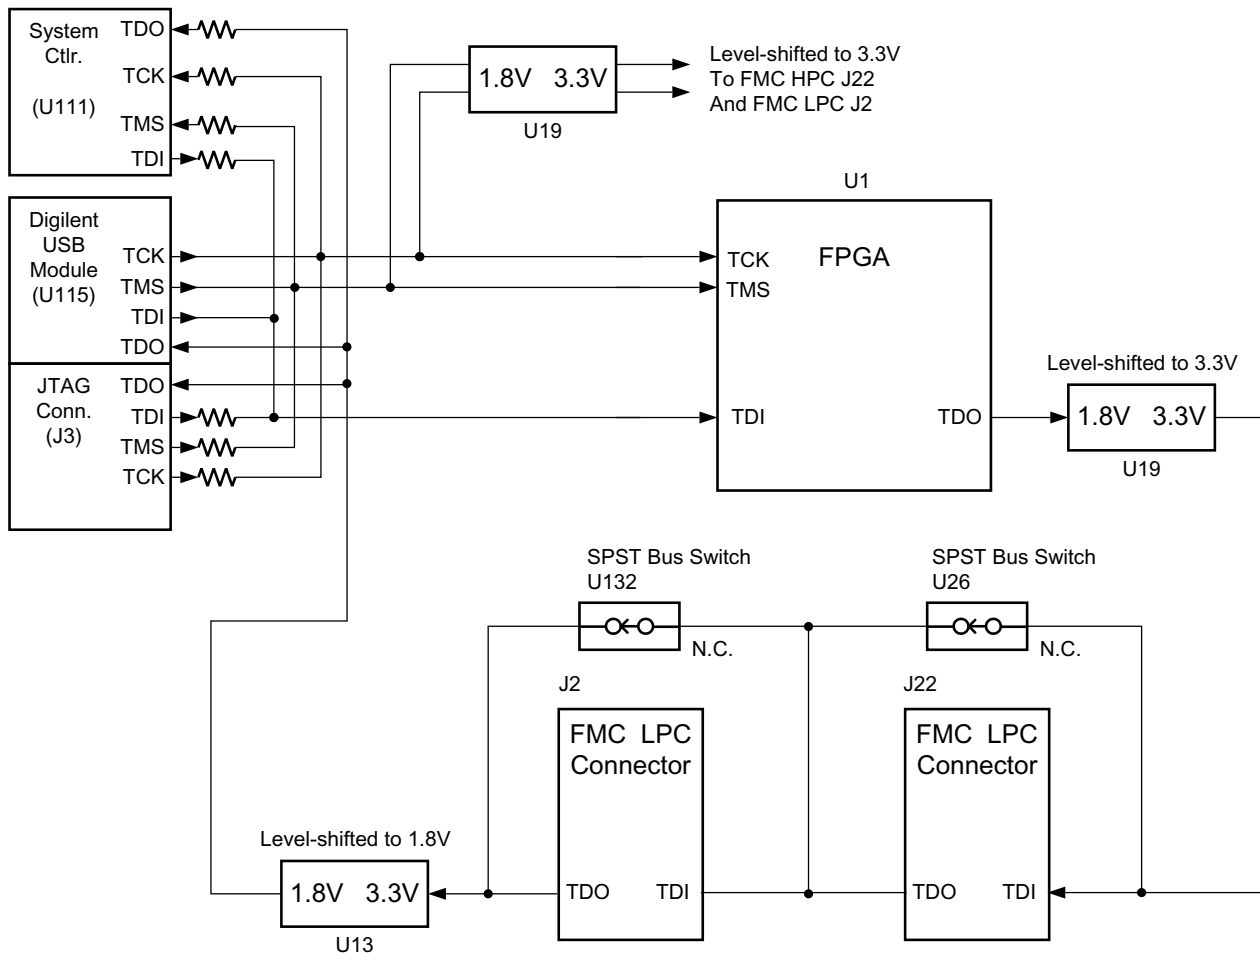 System
Ctlr.
(U111)
TDO
TCK
TMS
TDI
Digilent
USB
Module
(U115)
TCK
TMS
TDI
TDO
JTAG
Conn.
(J3)
TDO
TDI
TMS
TCK
1.8V 3.3V
U19
Level-shifted to 3.3V
To FMC HPC J22
And FMC LPC J2
U1
FPGA
TCK
TMS
TDI
TDO
Level-shifted to 3.3V
1.8V 3.3V
U19
SPST Bus Switch
U132
N.C.
SPST Bus Switch
U26
N.C.
J2
FMC LPC
Connector
TDO TDI
J22
FMC LPC
Connector
TDO TDI
Level-shifted to 1.8V
1.8V 3.3V
U13